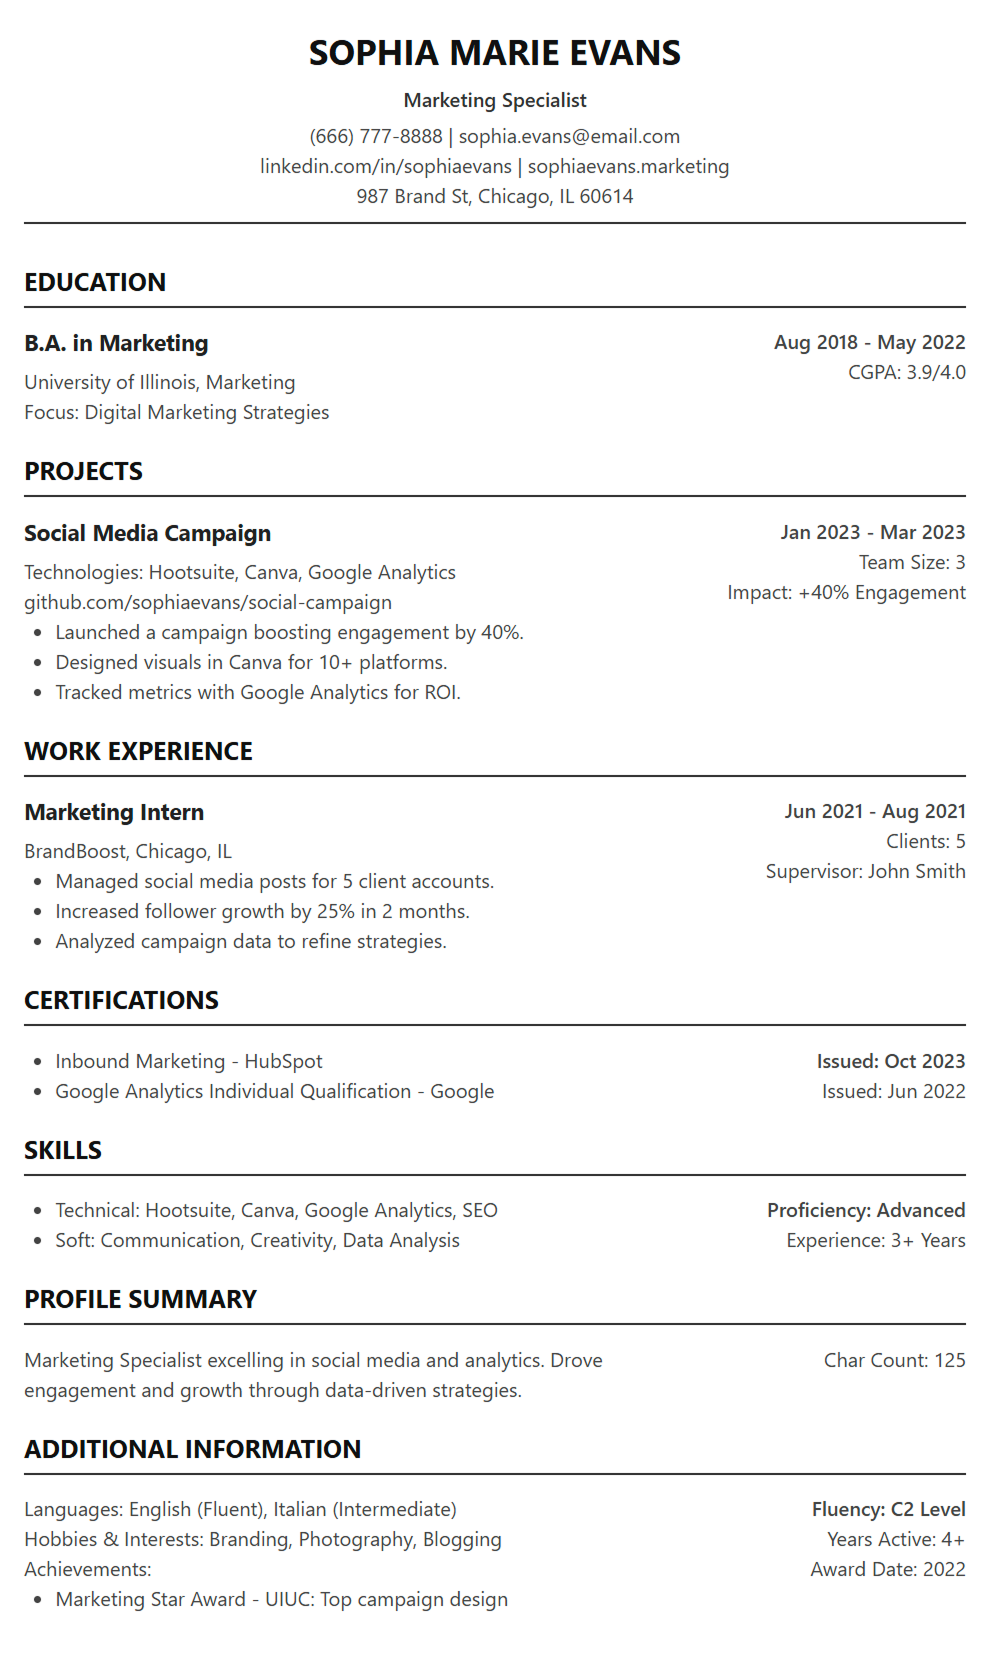 SOPHIA MARIE EVANS
Marketing Specialist
(666) 777-8888 | sophia.evans@email.com
linkedin.com/in/sophiaevans | sophiaevans.marketing
987 Brand St, Chicago, IL 60614
EDUCATION
B.A. in Marketing
Aug 2018 - May 2022
University of Illinois, Marketing
CGPA: 3.9/4.0
Focus: Digital Marketing Strategies
PROJECTS
Social Media Campaign
Jan 2023 - Mar 2023
Technologies: Hootsuite, Canva, Google Analytics
Team Size: 3
github.com/sophiaevans/social-campaign
Impact: +40% Engagement
• Launched a campaign boosting engagement by 40%.
• Designed visuals in Canva for 10+ platforms.
• Tracked metrics with Google Analytics for ROI.
WORK EXPERIENCE
Marketing Intern
Jun 2021 - Aug 2021
BrandBoost, Chicago, IL
Clients: 5
• Managed social media posts for 5 client accounts.
Supervisor: John Smith
• Increased follower growth by 25% in 2 months.
• Analyzed campaign data to refine strategies.
CERTIFICATIONS
• Inbound Marketing - HubSpot
Issued: Oct 2023
• Google Analytics Individual Qualification - Google
Issued: Jun 2022
SKILLS
• Technical: Hootsuite, Canva, Google Analytics, SEO
Proficiency: Advanced
• Soft: Communication, Creativity, Data Analysis
Experience: 3+ Years
PROFILE SUMMARY
Marketing Specialist excelling in social media and analytics. Drove
Char Count: 125
engagement and growth through data-driven strategies.
ADDITIONAL INFORMATION
Languages: English (Fluent), Italian (Intermediate)
Fluency: C2 Level
Hobbies & Interests: Branding, Photography, Blogging
Years Active: 4+
Achievements:
Award Date: 2022
• Marketing Star Award - UIUC: Top campaign design